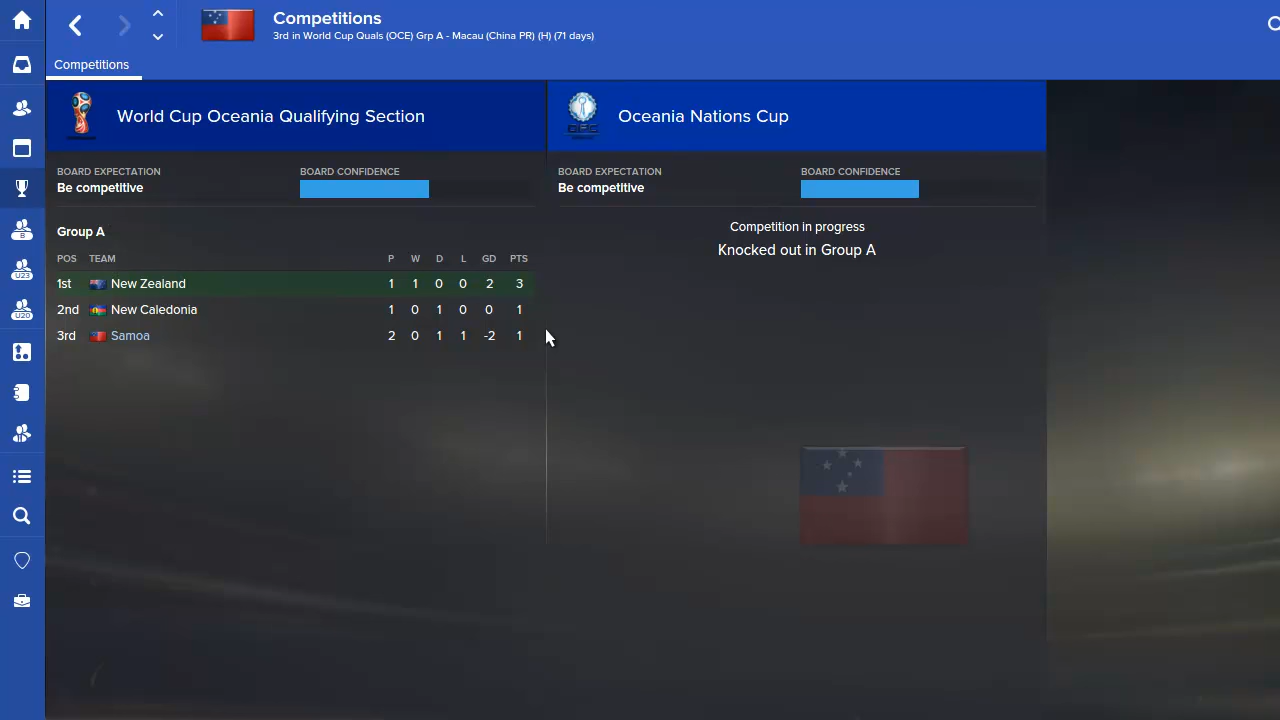 Competitions
3rd in World Cup Quals (OCE) Grp A - Macau (China PR) (H) (71 days)
Competitions
World Cup Oceania Qualifying Section
BOARD EXPECTATION BOARD CONFIDENCE
Be competitive
Group A
POS TEAM P W D L GD PTS
1st New Zealand 1 1 0 0 2 3
2nd New Caledonia 1 0 1 0 0 1
3rd Samoa 2 0 1 1 -2 1
Oceania Nations Cup
BOARD EXPECTATION BOARD CONFIDENCE
Be competitive
Competition in progress
Knocked out in Group A
B
U23
U20